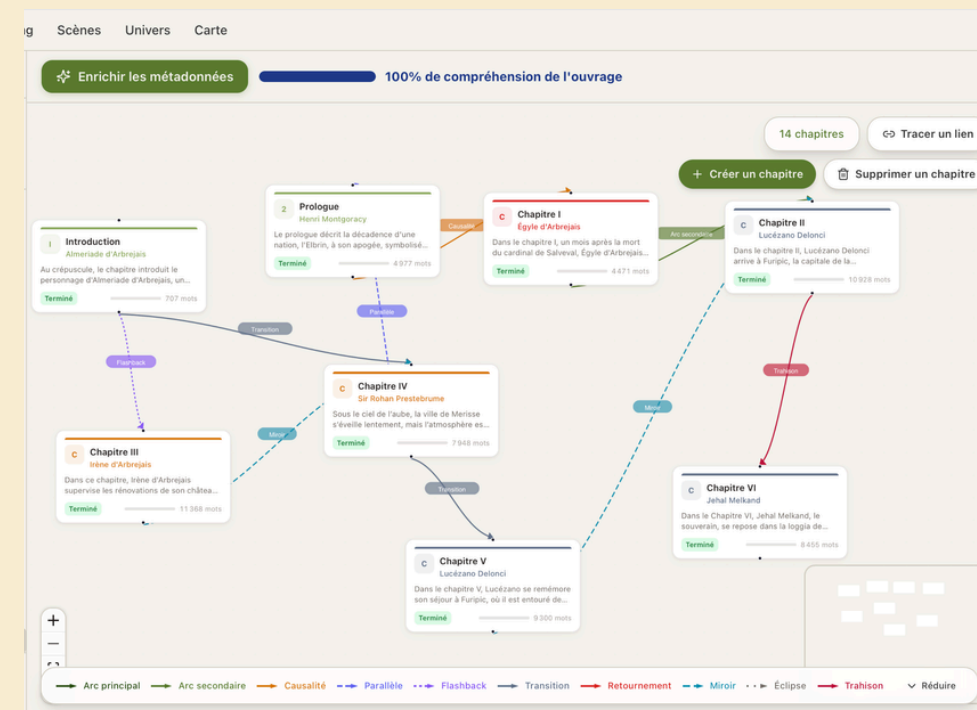 g Scènes Univers Carte
Enrichir les métadonnées 100% de compréhension de l'ouvrage
14 chapitres Tracer un lien
+ Créer un chapitre Supprimer un chapitre
I Introduction
Almeriade d'Arbrejais
Au crépuscule, le chapitre introduit le
personnage d'Almeriade d'Arbrejais, un...
Terminé 707 mots
2 Prologue
Henri Montgoracy
Le prologue décrit la décadence d'une
nation, l'Elbrin, à son apogée, symbolisé...
Terminé 4 977 mots
Causalité
C Chapitre I
Égyle d'Arbrejais
Dans le chapitre I, un mois après la mort
du cardinal de Salveval, Égyle d'Arbrejais...
Terminé 4 471 mots
Arc secondaire
C Chapitre II
Lucézano Delonci
Dans le chapitre II, Lucézano Delonci
arrive à Furipic, la capitale de la...
Terminé 10 928 mots
Parallèle
Transition
Flashback
Trahison
C Chapitre IV
Sir Rohan Prestebrume
Sous le ciel de l'aube, la ville de Merisse
s'éveille lentement, mais l'atmosphère es...
Terminé 7 948 mots
Miroir
Miroir
C Chapitre III
Irène d'Arbrejais
Dans ce chapitre, Irène d'Arbrejais
supervise les rénovations de son châtea...
Terminé 11 368 mots
Transition
C Chapitre VI
Jehal Melkand
Dans le Chapitre VI, Jehal Melkand, le
souverain, se repose dans la loggia de...
Terminé 8 455 mots
C Chapitre V
Lucézano Delonci
Dans le chapitre V, Lucézano se remémore
son séjour à Furipic, où il est entouré de...
Terminé 9 300 mots
+
−
Arc principal Arc secondaire Causalité Parallèle Flashback Transition Retournement Miroir Éclipse Trahison Réduire